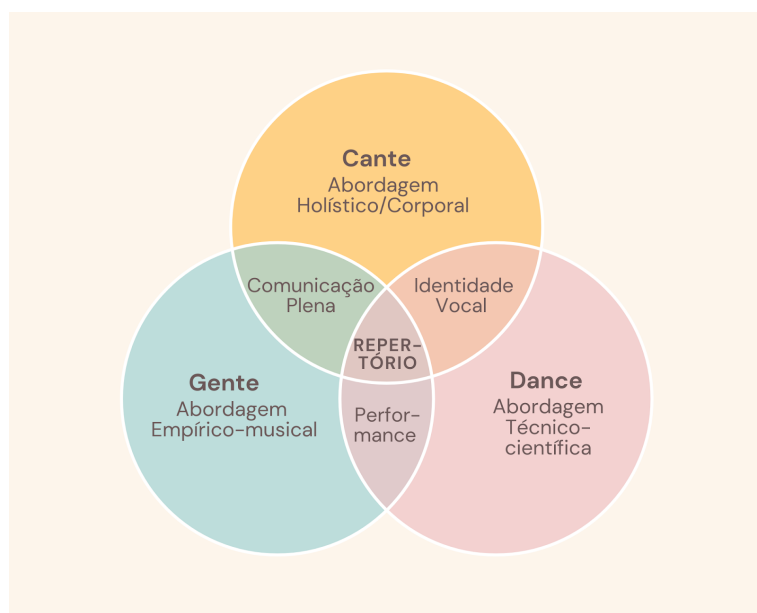 Cante
Abordagem
Holístico/Corporal
Comunicação
Plena
Identidade
Vocal
REPER-
TÓRIO
Gente
Abordagem
Empírico-musical
Dance
Abordagem
Técnico-
científica
Perfor-
mance